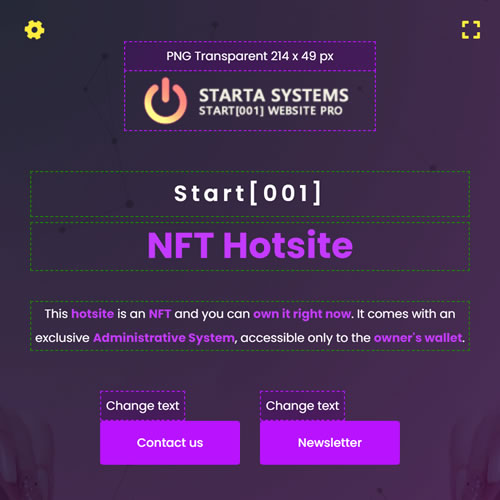 PNG Transparent 214 x 49 px
STARTA SYSTEMS
START[001] WEBSITE PRO
Start[001]
NFT Hotsite
This hotsite is an NFT and you can own it right now. It comes with an
exclusive Administrative System, accessible only to the owner's wallet.
Change text Change text
Contact us Newsletter